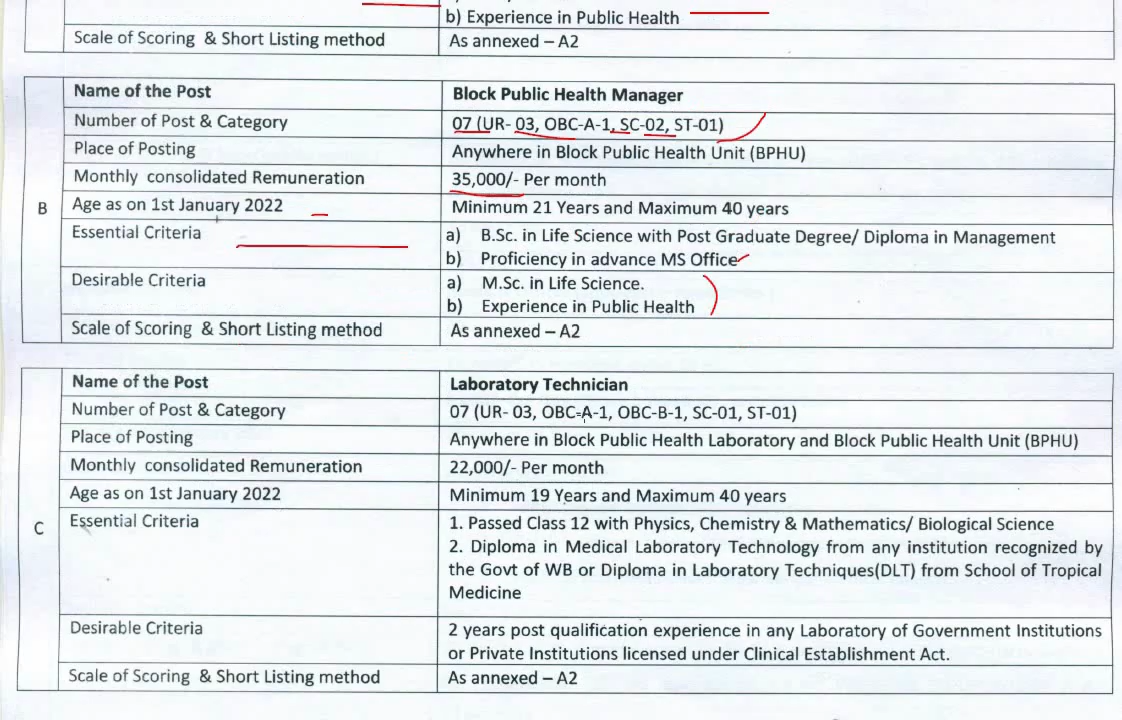 b) Experience in Public Health
Scale of Scoring & Short Listing method As annexed – A2
B
Name of the Post Block Public Health Manager
Number of Post & Category 07 (UR- 03, OBC-A-1, SC-02, ST-01)
Place of Posting Anywhere in Block Public Health Unit (BPHU)
Monthly consolidated Remuneration 35,000/- Per month
Age as on 1st January 2022 Minimum 21 Years and Maximum 40 years
Essential Criteria a) B.Sc. in Life Science with Post Graduate Degree/ Diploma in Management
b) Proficiency in advance MS Office
Desirable Criteria a) M.Sc. in Life Science.
b) Experience in Public Health
Scale of Scoring & Short Listing method As annexed – A2
C
Name of the Post Laboratory Technician
Number of Post & Category 07 (UR- 03, OBC-A-1, OBC-B-1, SC-01, ST-01)
Place of Posting Anywhere in Block Public Health Laboratory and Block Public Health Unit (BPHU)
Monthly consolidated Remuneration 22,000/- Per month
Age as on 1st January 2022 Minimum 19 Years and Maximum 40 years
Essential Criteria 1. Passed Class 12 with Physics, Chemistry & Mathematics/ Biological Science
2. Diploma in Medical Laboratory Technology from any institution recognized by
the Govt of WB or Diploma in Laboratory Techniques(DLT) from School of Tropical
Medicine
Desirable Criteria 2 years post qualification experience in any Laboratory of Government Institutions
or Private Institutions licensed under Clinical Establishment Act.
Scale of Scoring & Short Listing method As annexed – A2